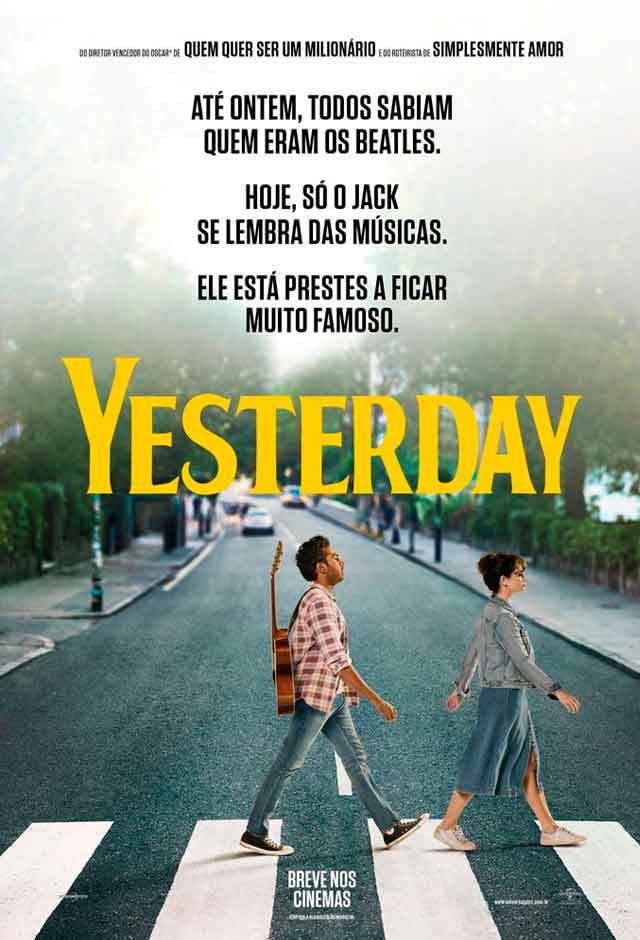 DO DIRETOR VENCEDOR DO OSCAR® DE QUEM QUER SER UM MILIONÁRIO E DO ROTEIRISTA DE SIMPLESMENTE AMOR
ATÉ ONTEM, TODOS SABIAM
QUEM ERAM OS BEATLES.
HOJE, SÓ O JACK
SE LEMBRA DAS MÚSICAS.
ELE ESTÁ PRESTES A FICAR
MUITO FAMOSO.
YESTERDAY
BREVE NOS
CINEMAS